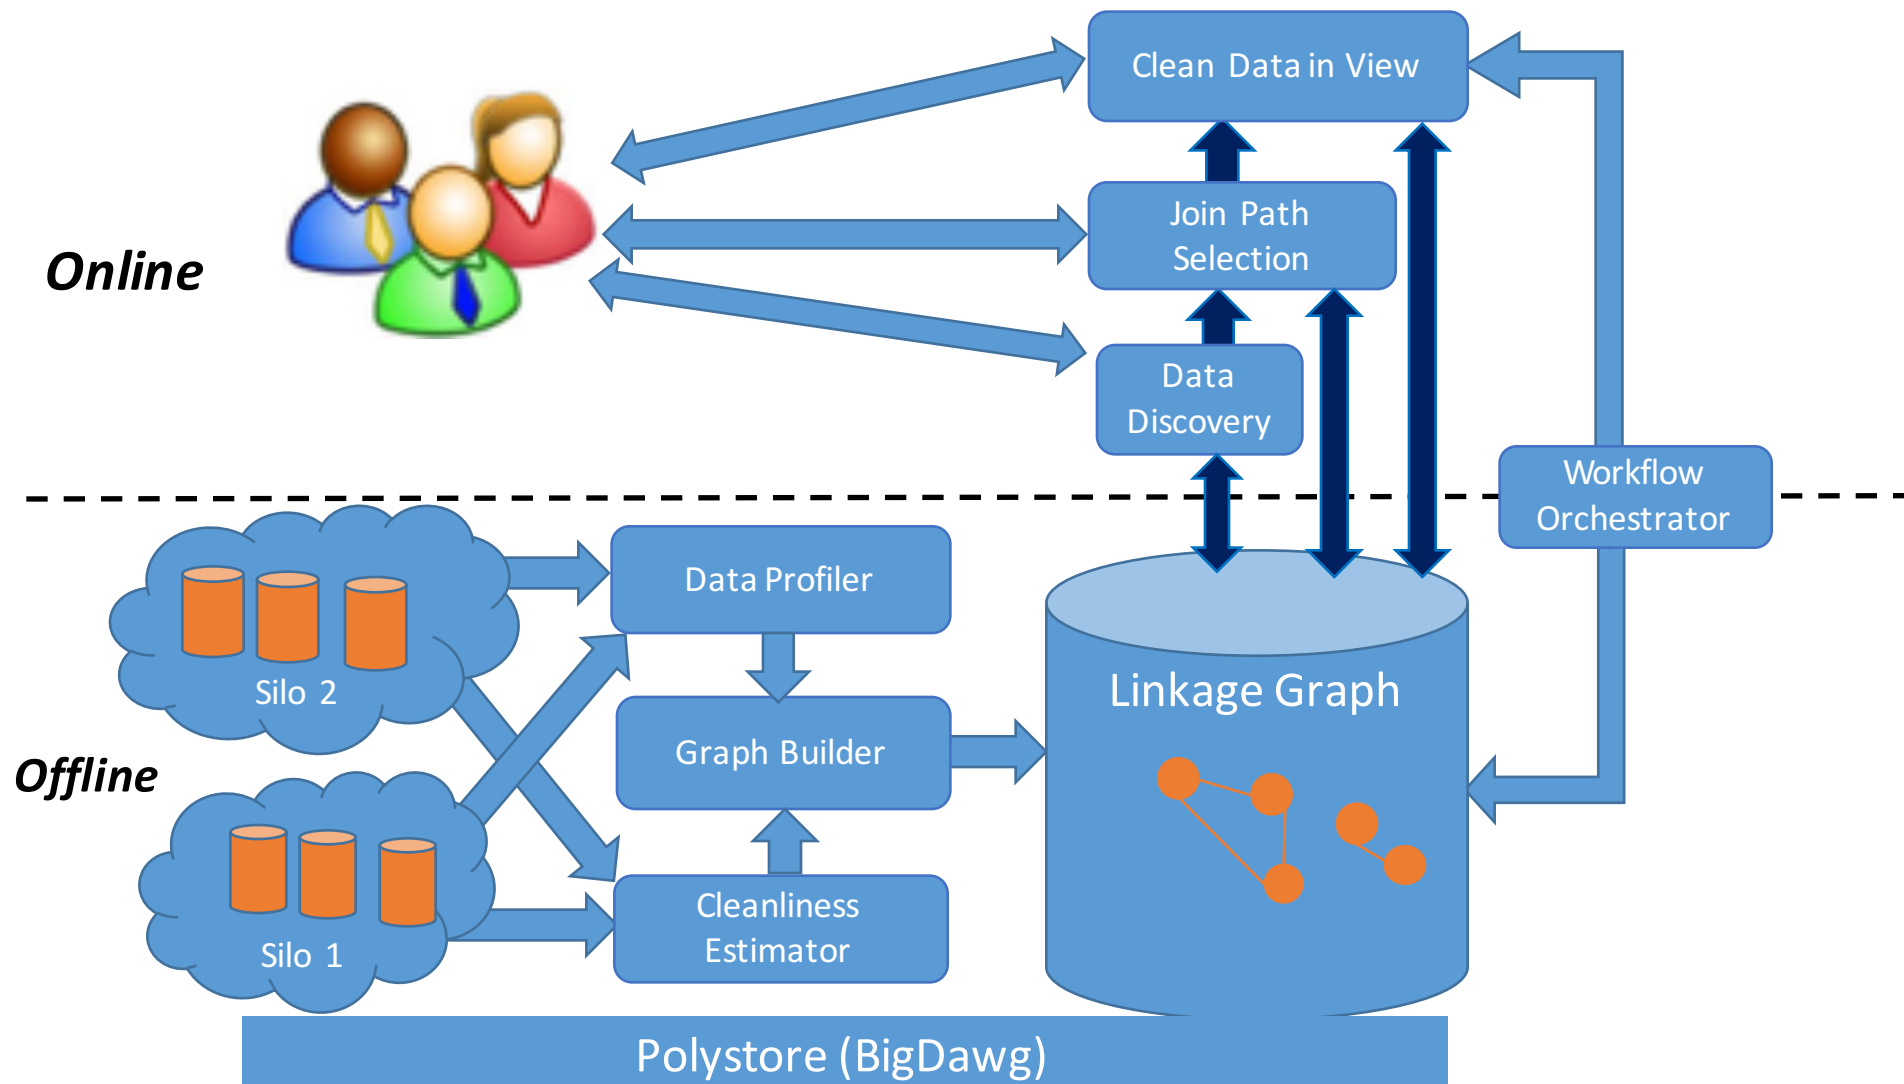 Clean Data in View
Join Path
Selection
Online
Data
Discovery
Workflow
Orchestrator
Data Profiler
Silo 2
Linkage Graph
Graph Builder
Offline
Cleanliness
Estimator
Silo 1
Polystore (BigDawg)